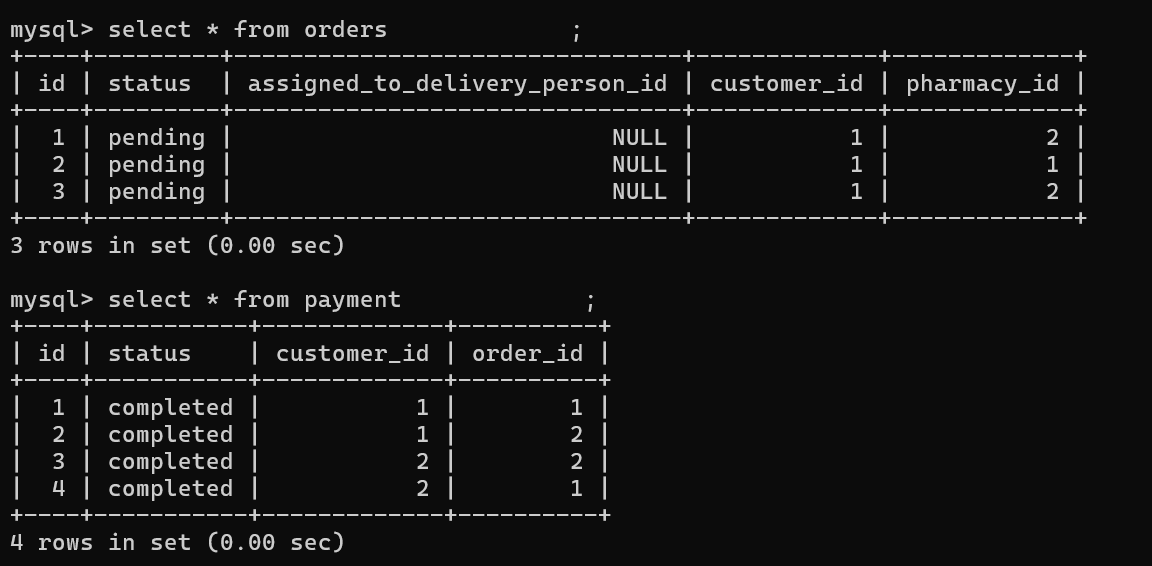 mysql> select * from orders             ;
+----+---------+--------------------------------+-------------+-------------+
| id | status  | assigned_to_delivery_person_id | customer_id | pharmacy_id |
+----+---------+--------------------------------+-------------+-------------+
|  1 | pending |                           NULL |           1 |           2 |
|  2 | pending |                           NULL |           1 |           1 |
|  3 | pending |                           NULL |           1 |           2 |
+----+---------+--------------------------------+-------------+-------------+
3 rows in set (0.00 sec)

mysql> select * from payment             ;
+----+-----------+-------------+----------+
| id | status    | customer_id | order_id |
+----+-----------+-------------+----------+
|  1 | completed |           1 |        1 |
|  2 | completed |           1 |        2 |
|  3 | completed |           2 |        2 |
|  4 | completed |           2 |        1 |
+----+-----------+-------------+----------+
4 rows in set (0.00 sec)